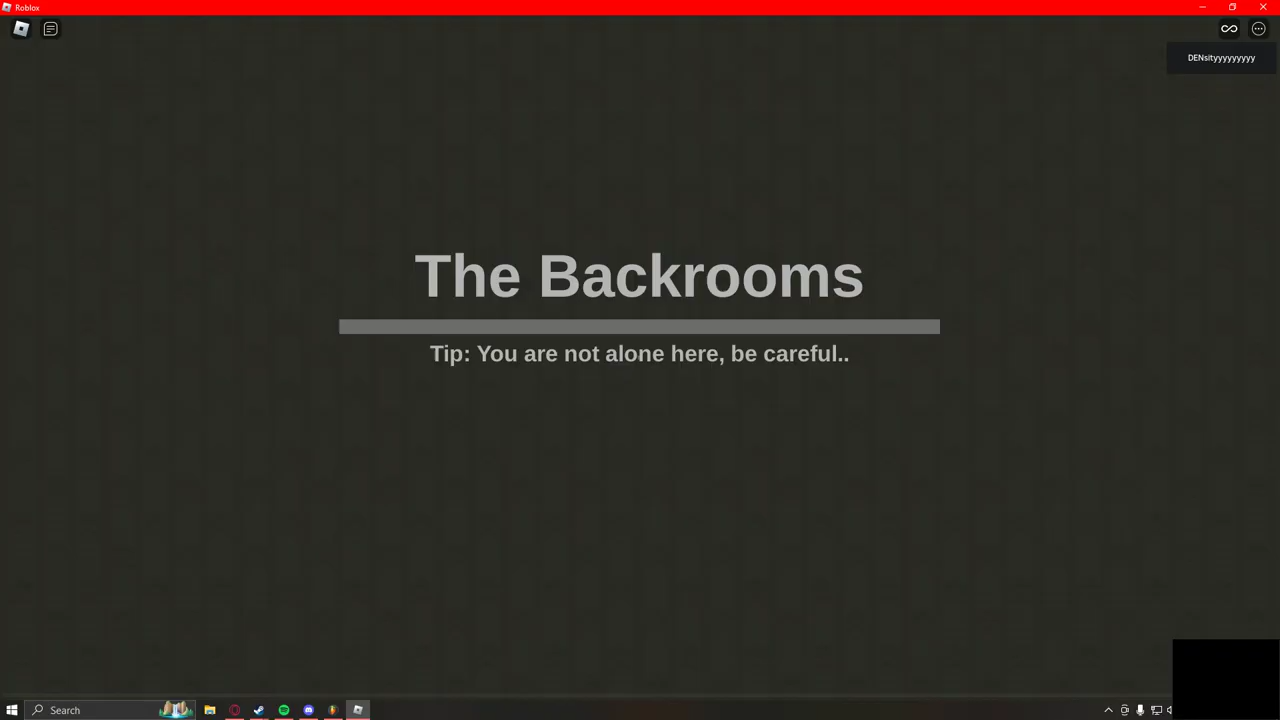 Roblox
DENsityyyyyyyyy
The Backrooms
Tip: You are not alone here, be careful..
Search